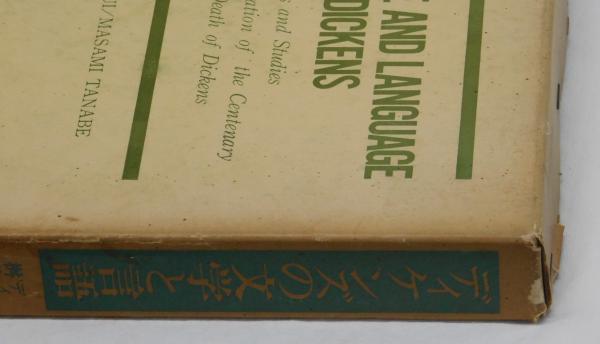 E AND LANGUAGE
DICKENS
s and Studies
ation of the Centenary
Death of Dickens
JI/MASAMI TANABE
ディケンズの文学と言語